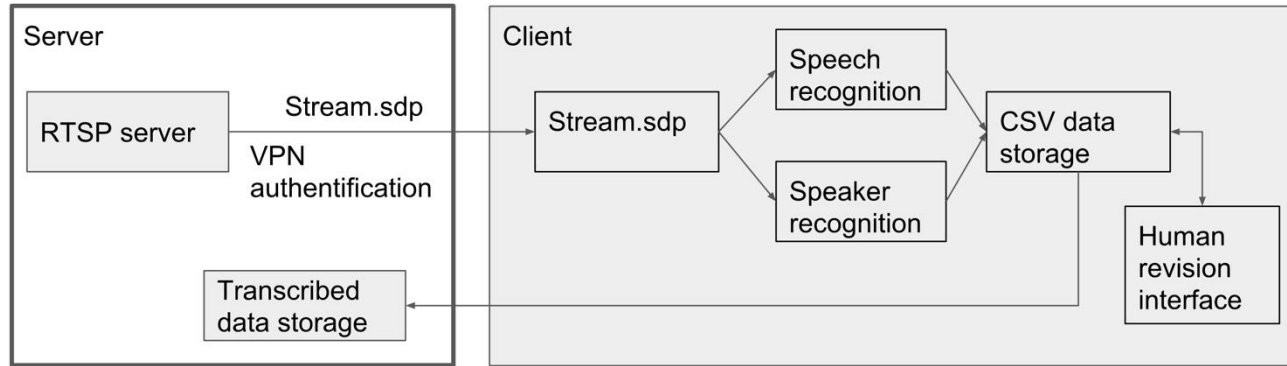 Server
RTSP server
Stream.sdp
VPN
authentification
Transcribed
data storage
Client
Stream.sdp
Speech
recognition
Speaker
recognition
CSV data
storage
Human
revision
interface